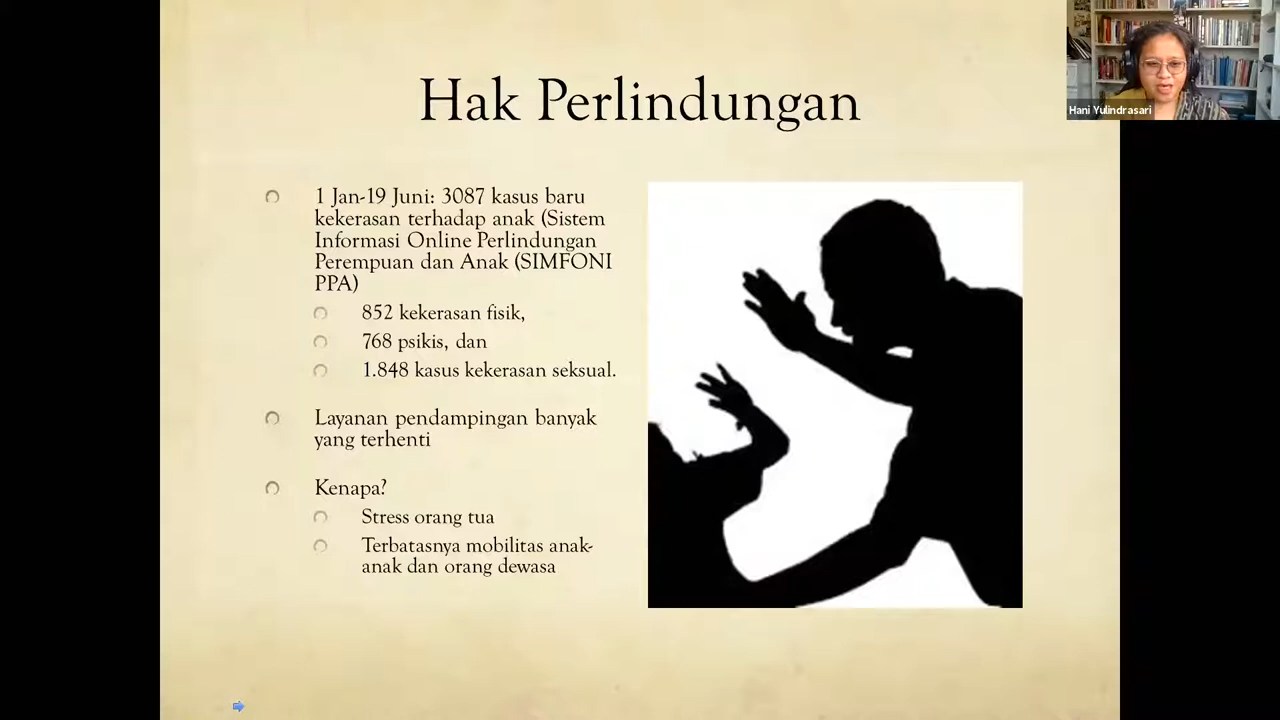 Hak Perlindungan
Hani Yulindrasari
1 Jan-19 Juni: 3087 kasus baru
kekerasan terhadap anak (Sistem
Informasi Online Perlindungan
Perempuan dan Anak (SIMFONI
PPA)
852 kekerasan fisik,
768 psikis, dan
1.848 kasus kekerasan seksual.
Layanan pendampingan banyak
yang terhenti
Kenapa?
Stress orang tua
Terbatasnya mobilitas anak-
anak dan orang dewasa